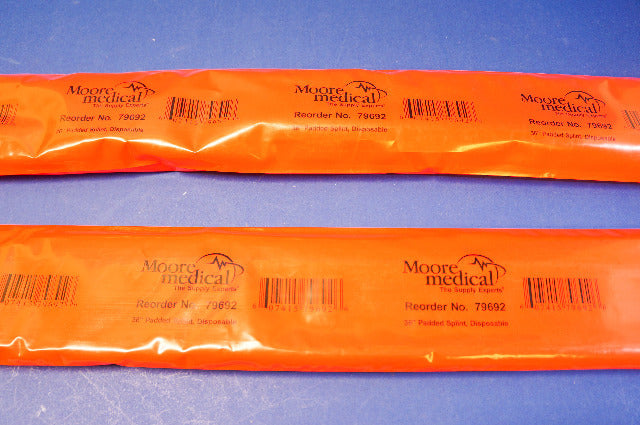 Moore
medical
The Supply Experts
Reorder No. 79692
36" Padded Splint, Disposable
Moore
medical
The Supply Experts
Reorder No. 79692
36" Padded Splint, Disposable
Moore
medical
The Supply Experts
Reorder No. 79692
36" Padded Splint, Disposable
Moore
medical
The Supply Experts
Reorder No. 79692
36" Padded Splint, Disposable
Moore
medical
The Supply Experts
Reorder No. 79692
36" Padded Splint, Disposable